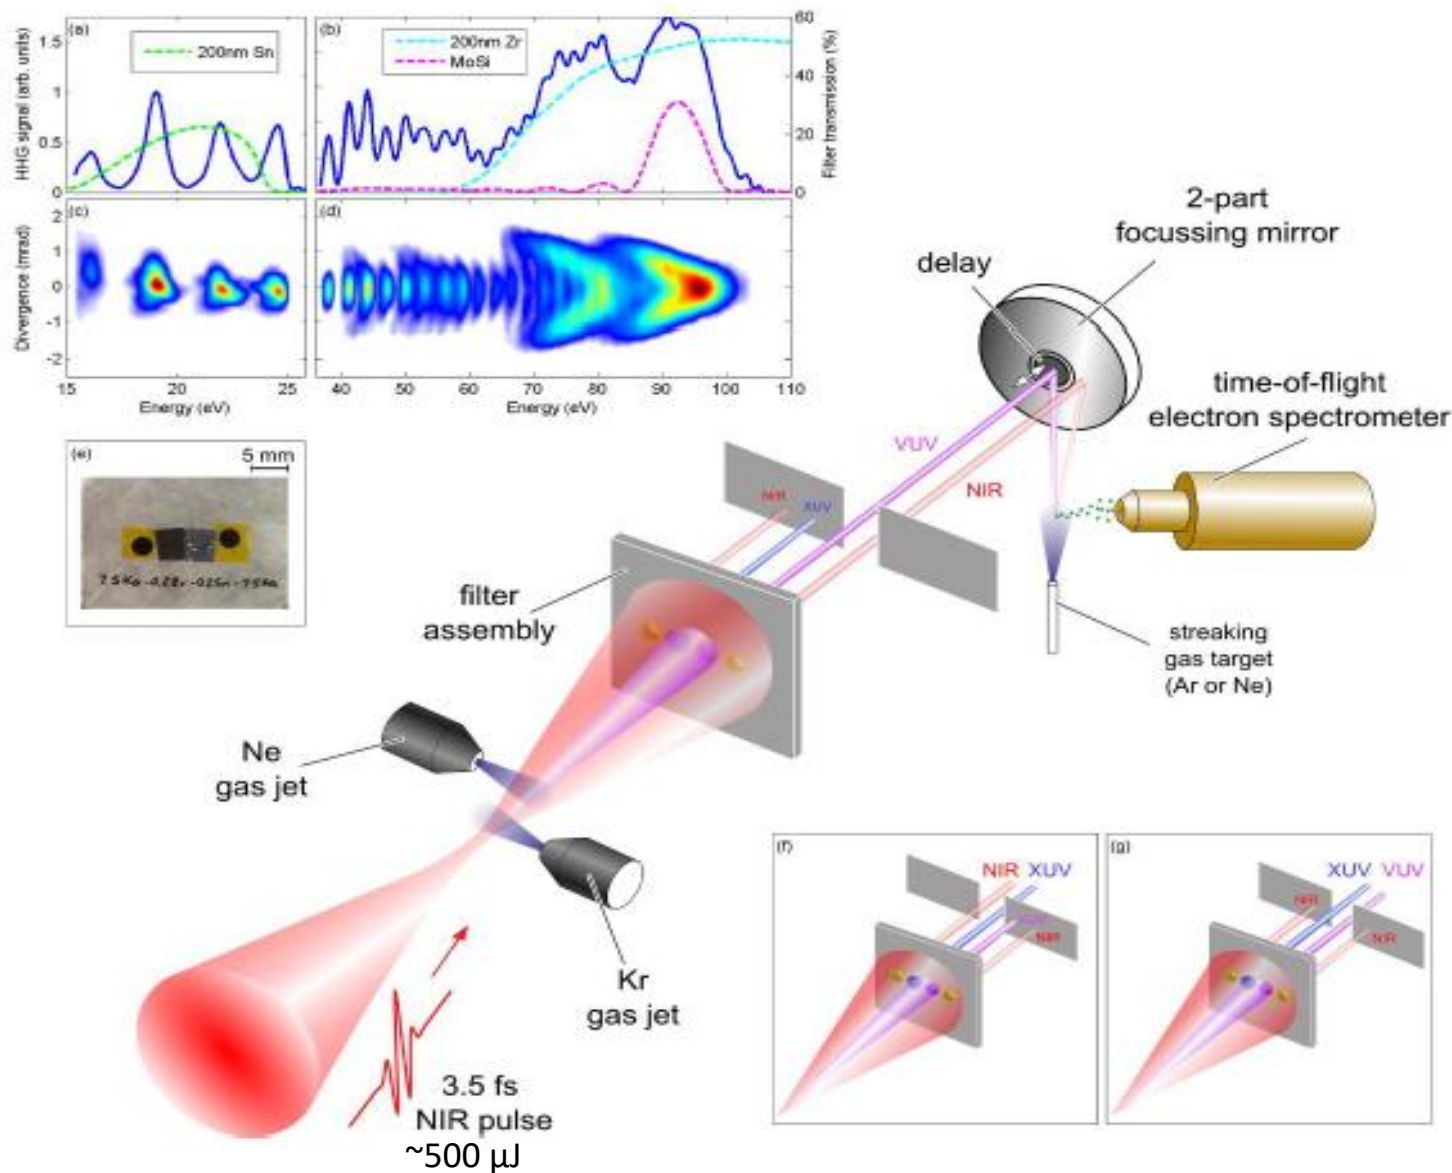 (a)
200nm Sn
HHG signal (arb. units)
1.5
1
0.5
0
(b)
200nm Zr
MoSi
60
40
20
0
Filter transmission (%)
(c)
Divergence (mrad)
2
1
0
-1
-2
15
20
25
Energy (eV)
(d)
40
50
60
70
80
90
100
110
Energy (eV)
(e)
5 mm
2-part
focussing mirror
delay
time-of-flight
electron spectrometer
VUV
NIR
NIR
XUV
filter
assembly
streaking
gas target
(Ar or Ne)
Ne
gas jet
Kr
gas jet
3.5 fs
NIR pulse
~500 µJ
(f)
NIR XUV
NIR
(g)
XUV VUV
NIR
NIR